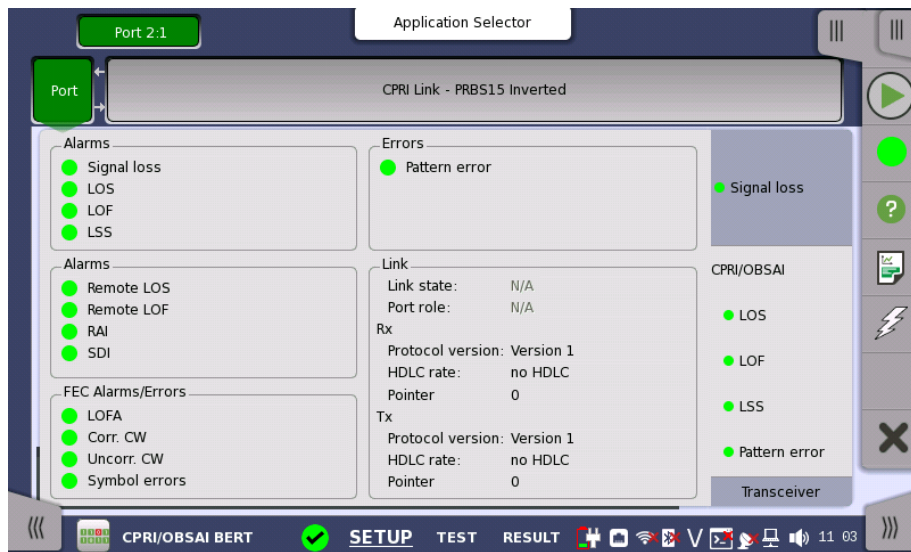 Port 2:1
Application Selector
Port
CPRI Link - PRBS15 Inverted
Alarms
Signal loss
LOS
LOF
LSS
Errors
Pattern error
Signal loss
Alarms
Remote LOS
Remote LOF
RAI
SDI
Link
Link state: N/A
Port role: N/A
Rx
Protocol version: Version 1
HDLC rate: no HDLC
Pointer 0
Tx
Protocol version: Version 1
HDLC rate: no HDLC
Pointer 0
FEC Alarms/Errors
LOFA
Corr. CW
Uncorr. CW
Symbol errors
CPRI/OBSAI
LOS
LOF
LSS
Pattern error
Transceiver
CPRI/OBSAI BERT
SETUP TEST RESULT V 11 03